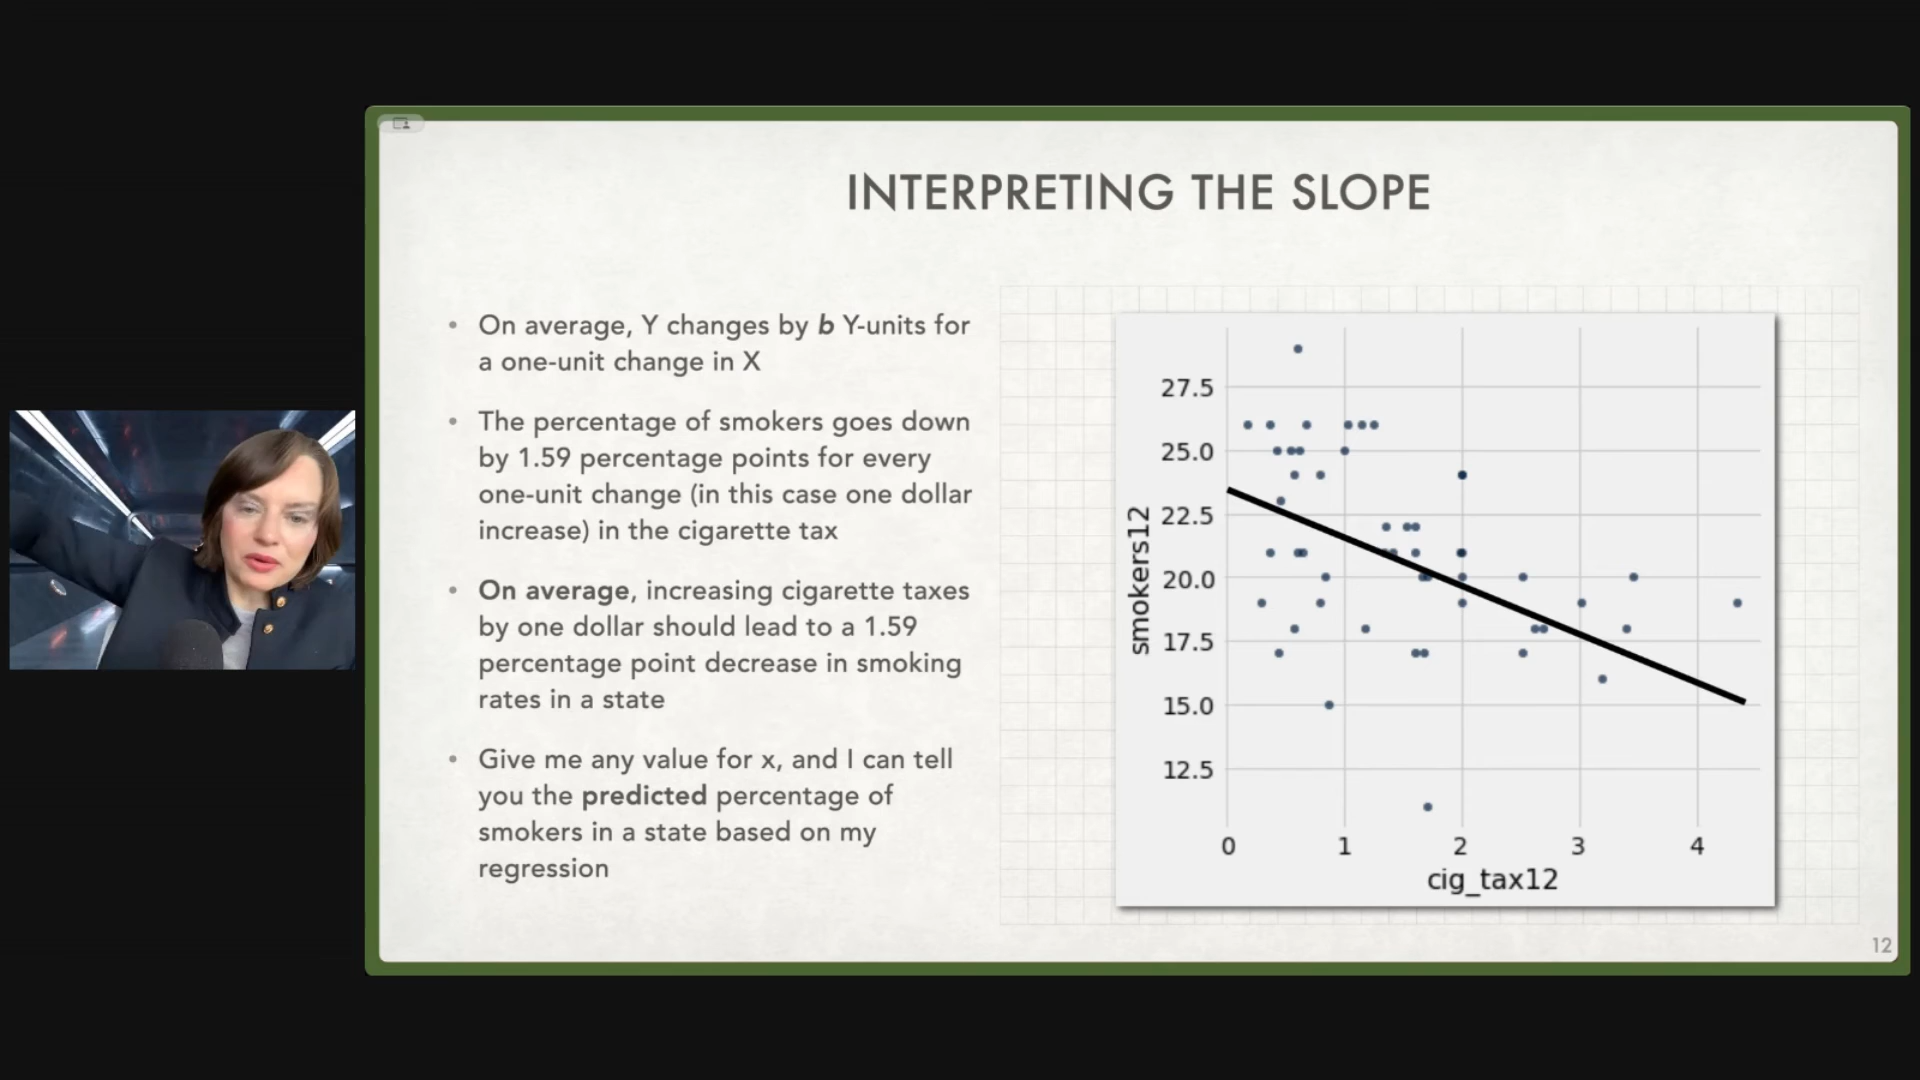 INTERPRETING THE SLOPE
• On average, Y changes by b Y-units for
a one-unit change in X
• The percentage of smokers goes down
by 1.59 percentage points for every
one-unit change (in this case one dollar
increase) in the cigarette tax
• On average, increasing cigarette taxes
by one dollar should lead to a 1.59
percentage point decrease in smoking
rates in a state
• Give me any value for x, and I can tell
you the predicted percentage of
smokers in a state based on my
regression
smokers12
27.5
25.0
22.5
20.0
17.5
15.0
12.5
0 1 2 3 4
cig_tax12
12